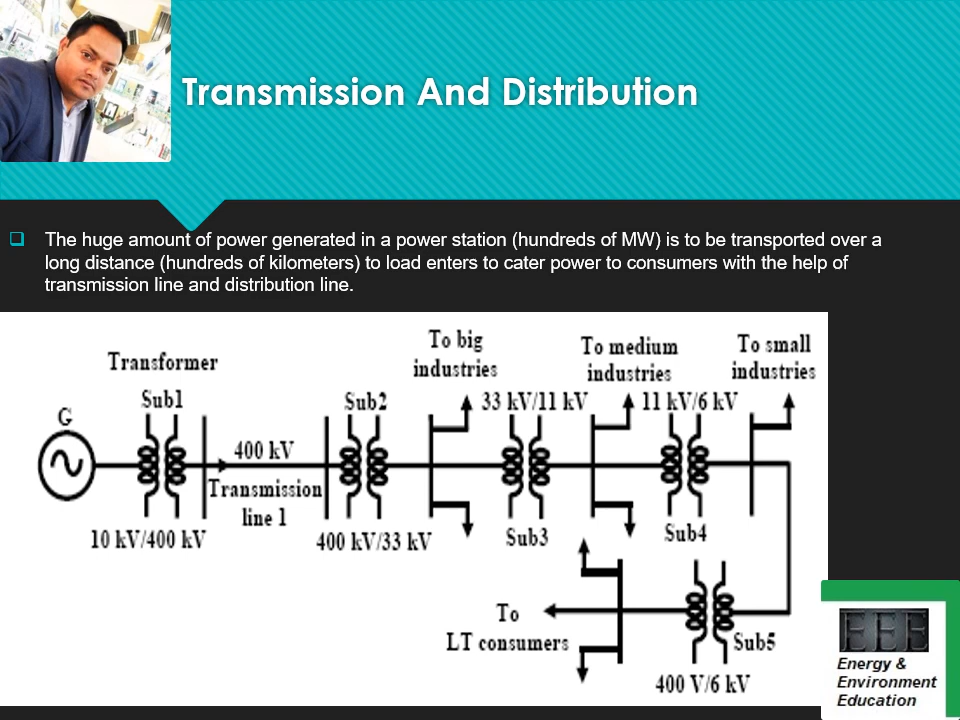 Transmission And Distribution
The huge amount of power generated in a power station (hundreds of MW) is to be transported over a
long distance (hundreds of kilometers) to load enters to cater power to consumers with the help of
transmission line and distribution line.
To big
industries
To medium
industries
To small
industries
Transformer
Sub1
Sub2
33 kV/11 kV
11 kV/6 kV
G
400 kV
Transmission
line 1
10 kV/400 kV
400 kV/33 kV
Sub3
Sub4
To
LT consumers
Sub5
400 V/6 kV
EEE
Energy &
Environment
Education